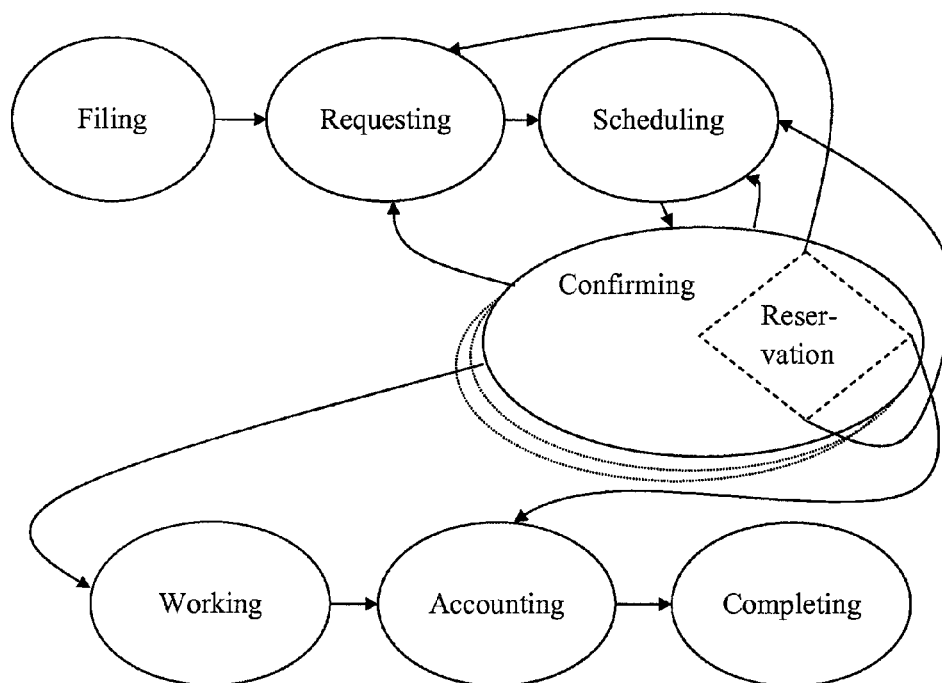 Filing
Requesting
Scheduling
Confirming
Reser-
vation
Working
Accounting
Completing